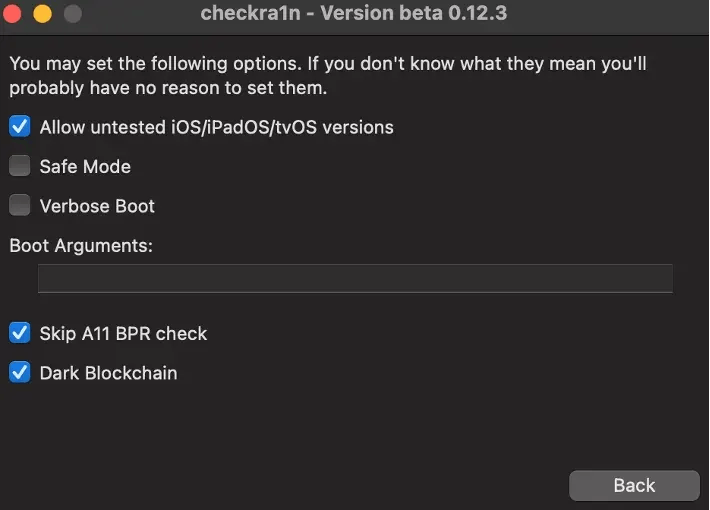 checkra1n - Version beta 0.12.3
You may set the following options. If you don't know what they mean you'll
probably have no reason to set them.
Allow untested iOS/iPadOS/tvOS versions
Safe Mode
Verbose Boot
Boot Arguments:
Skip A11 BPR check
Dark Blockchain
Back